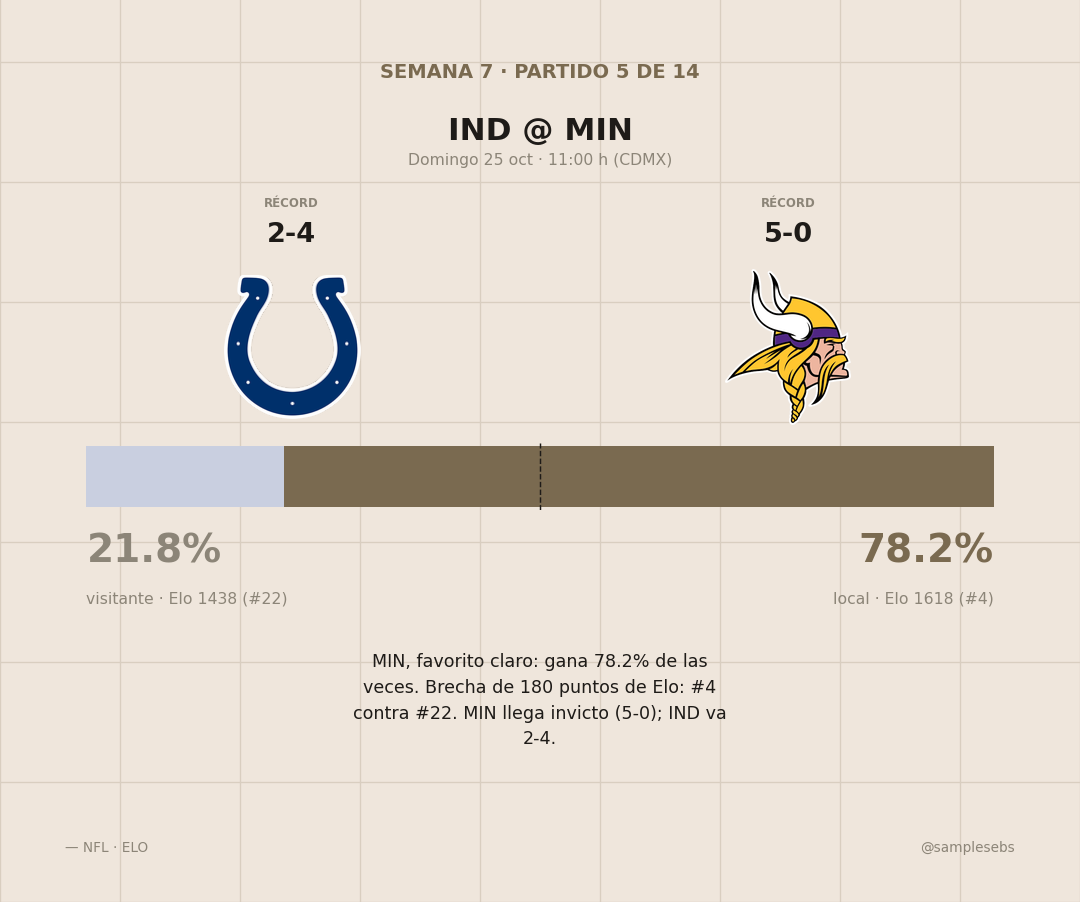 SEMANA 7 · PARTIDO 5 DE 14
IND @ MIN
Domingo 25 oct · 11:00 h (CDMX)
RÉCORD
2-4
RÉCORD
5-0
21.8%
78.2%
visitante · Elo 1438 (#22)
local · Elo 1618 (#4)
MIN, favorito claro: gana 78.2% de las
veces. Brecha de 180 puntos de Elo: #4
contra #22. MIN llega invicto (5-0); IND va
2-4.
— NFL · ELO
@samplesebs